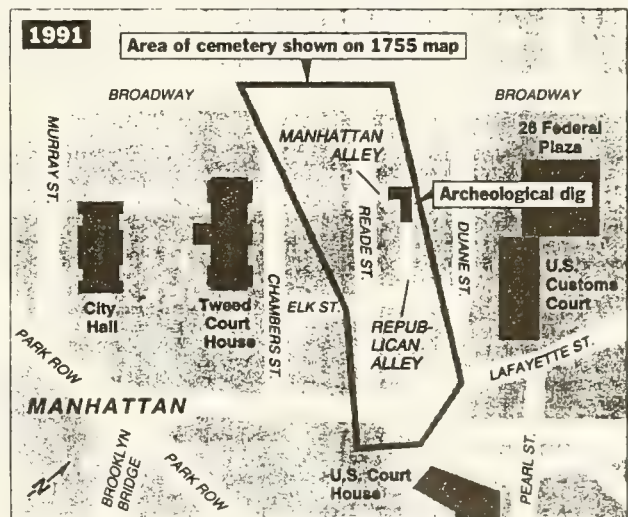 1991
Area of cemetery shown on 1755 map
BROADWAY
BROADWAY
MURRAY ST.
MANHATTAN
ALLEY
26 Federal
Plaza
Archeological dig
READE ST.
DUANE ST.
City
Hall
Tweed
Court
House
CHAMBERS ST.
ELK ST.
REPUB-
LICAN
ALLEY
U.S.
Customs
Court
LAFAYETTE ST.
PARK ROW
MANHATTAN
BROOKLYN
BRIDGE
PARK ROW
U.S. Court
House
PEARL ST.
N